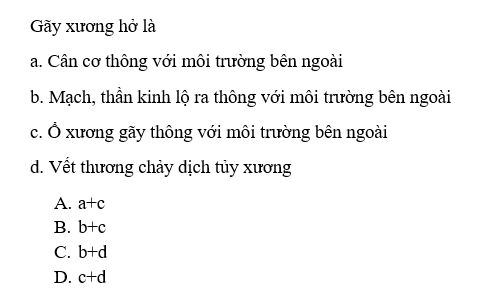 Gãy xương hở là
a. Cân cơ thông với môi trường bên ngoài
b. Mạch, thần kinh lộ ra thông với môi trường bên ngoài
c. Ổ xương gãy thông với môi trường bên ngoài
d. Vết thương chảy dịch tủy xương
A. a+c
B. b+c
C. b+d
D. c+d